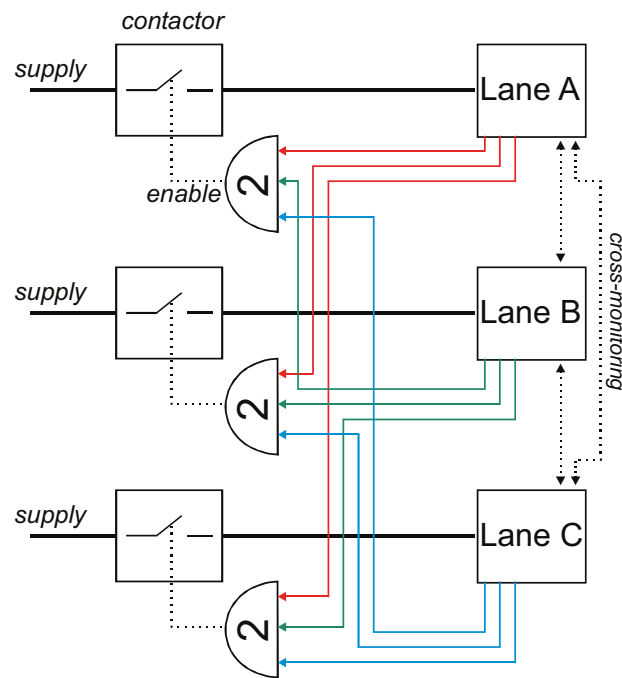 contactor
supply
Lane A
2
enable
supply
Lane B
cross-monitoring
2
supply
Lane C
2